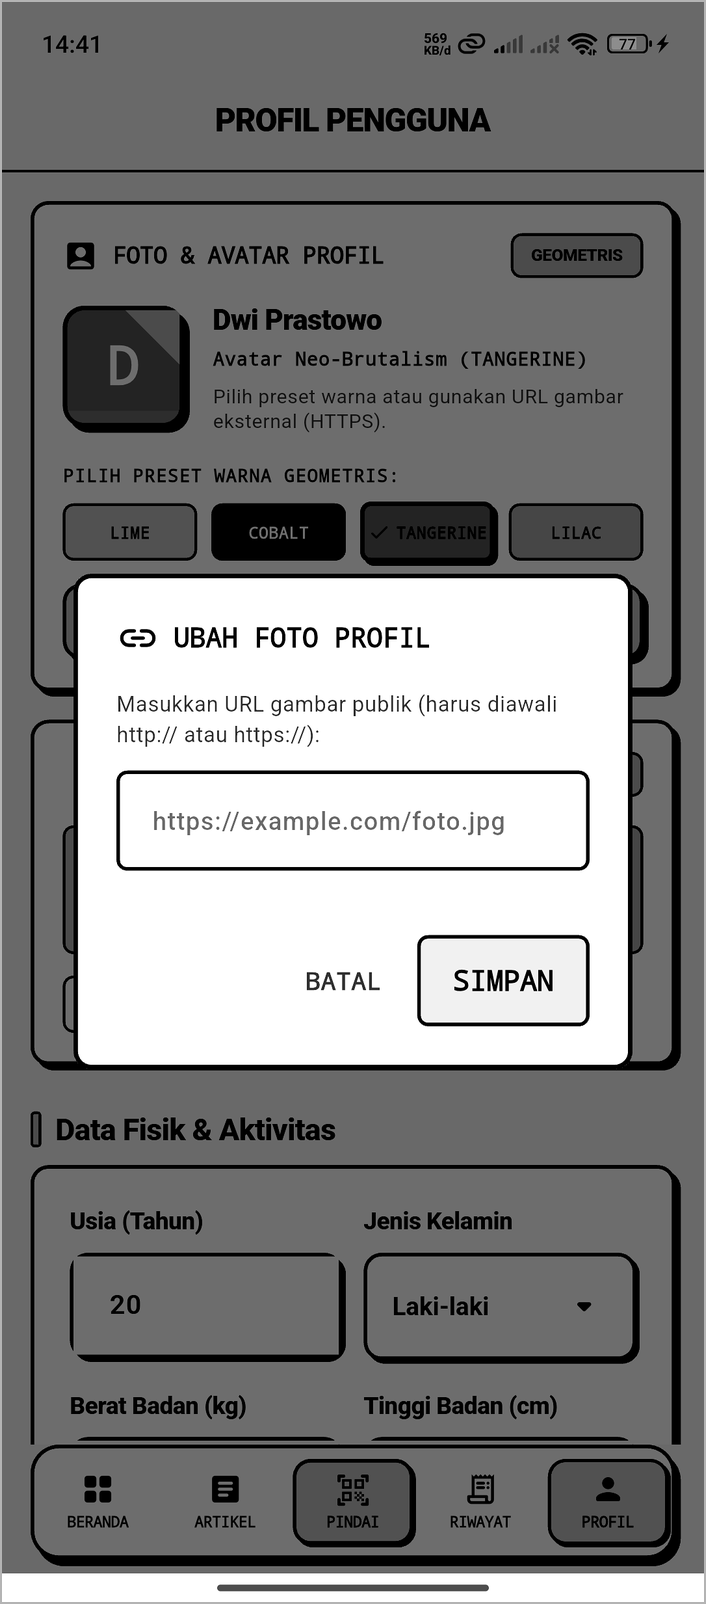 14:41
569
KB/d
77
PROFIL PENGGUNA
FOTO & AVATAR PROFIL
GEOMETRIS
D
Dwi Prastowo
Avatar Neo-Brutalism (TANGERINE)
Pilih preset warna atau gunakan URL gambar
eksternal (HTTPS).
PILIH PRESET WARNA GEOMETRIS:
LIME
COBALT
TANGERINE
LILAC
UBAH FOTO PROFIL
Masukkan URL gambar publik (harus diawali
http:// atau https://):
https://example.com/foto.jpg
BATAL
SIMPAN
Data Fisik & Aktivitas
Usia (Tahun)
Jenis Kelamin
20
Laki-laki
Berat Badan (kg)
Tinggi Badan (cm)
BERANDA
ARTIKEL
PINDAI
RIWAYAT
PROFIL